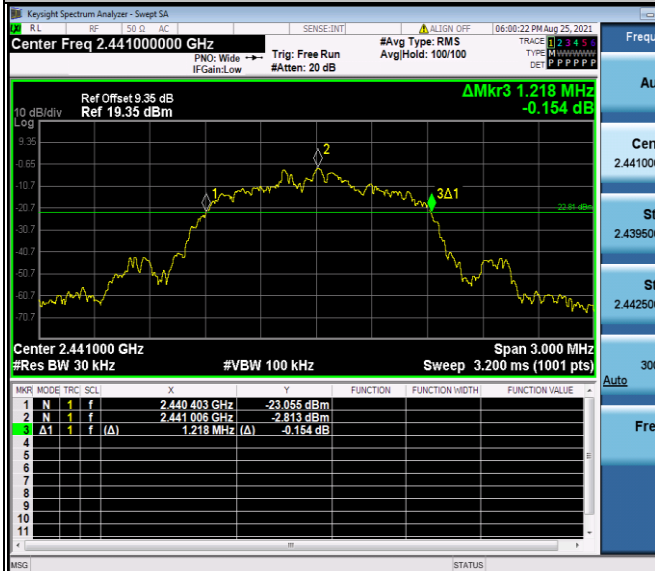 Keysight Spectrum Analyzer - Swept SA
RL RF 50 Ω AC SENSE:INT ALIGN OFF 06:00:22 PM Aug 25, 2021
Center Freq 2.441000000 GHz
PNO: Wide
IFGain:Low
Trig: Free Run
#Atten: 20 dB
#Avg Type: RMS
Avg|Hold: 100/100
TRACE 1 2 3 4 5 6
TYPE M WWWWW
DET P P P P P P
Frequ
ΔMkr3 1.218 MHz
-0.154 dB
Ref Offset 9.35 dB
Ref 19.35 dBm
10 dB/div
Log
9.35
-0.65
-10.7
-20.7
-30.7
-40.7
-50.7
-60.7
-70.7
1
2
3Δ1
-22.81 dBm
Center 2.441000 GHz Span 3.000 MHz
#Res BW 30 kHz #VBW 100 kHz Sweep 3.200 ms (1001 pts)
MKR MODE TRC SCL X Y FUNCTION FUNCTION WIDTH FUNCTION VALUE
1 N 1 f 2.440 403 GHz -23.055 dBm
2 N 1 f 2.441 006 GHz -2.813 dBm
3 Δ1 1 f (Δ) 1.218 MHz (Δ) -0.154 dB
4
5
6
7
8
9
10
11
MSG STATUS
Au
Cen
2.441000
St
2.439500
St
2.442500
300
Auto
Fre